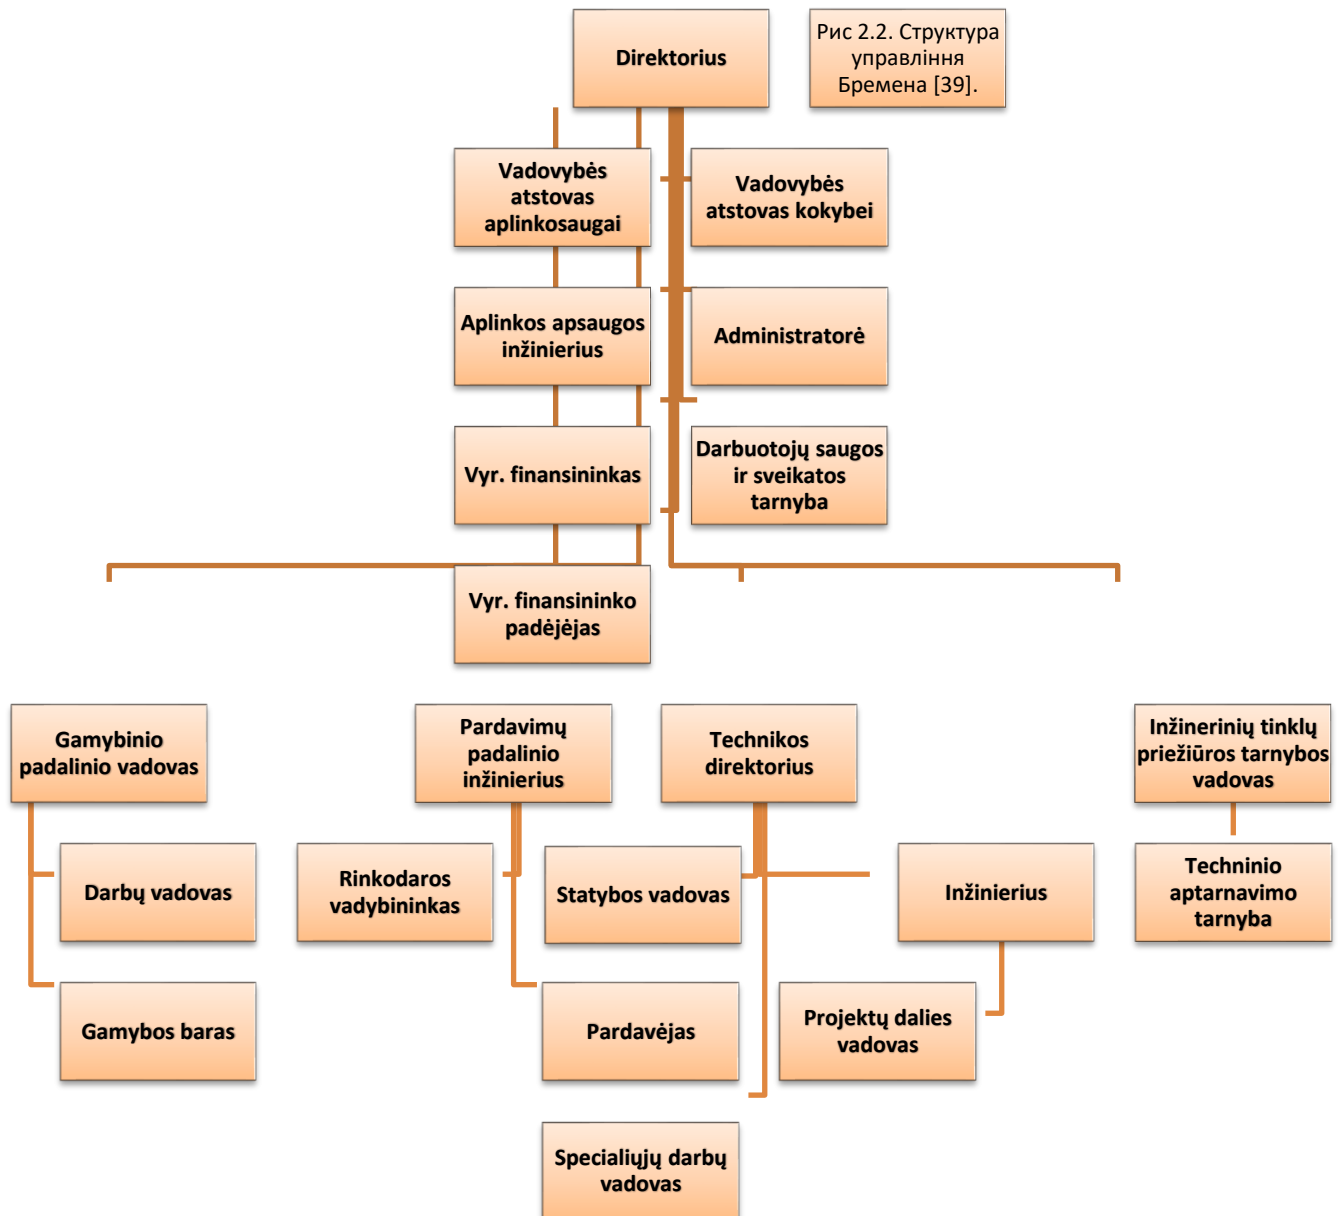 Direktorius
Рис 2.2. Структура
управління
Бремена [39].
Vadovybės
atstovas
aplinkosaugai
Vadovybės
atstovas kokybei
Aplinkos apsaugos
inžinierius
Administratorė
Vyr. finansininkas
Darbuotojų saugos
ir sveikatos
tarnyba
Vyr. finansininko
padėjėjas
Gamybinio
padalinio vadovas
Pardavimų
padalinio
inžinierius
Technikos
direktorius
Inžinerinių tinklų
priežiūros tarnybos
vadovas
Darbų vadovas
Rinkodaros
vadybininkas
Statybos vadovas
Inžinierius
Techninio
aptarnavimo
tarnyba
Gamybos baras
Pardavėjas
Projektų dalies
vadovas
Specialiųjų darbų
vadovas